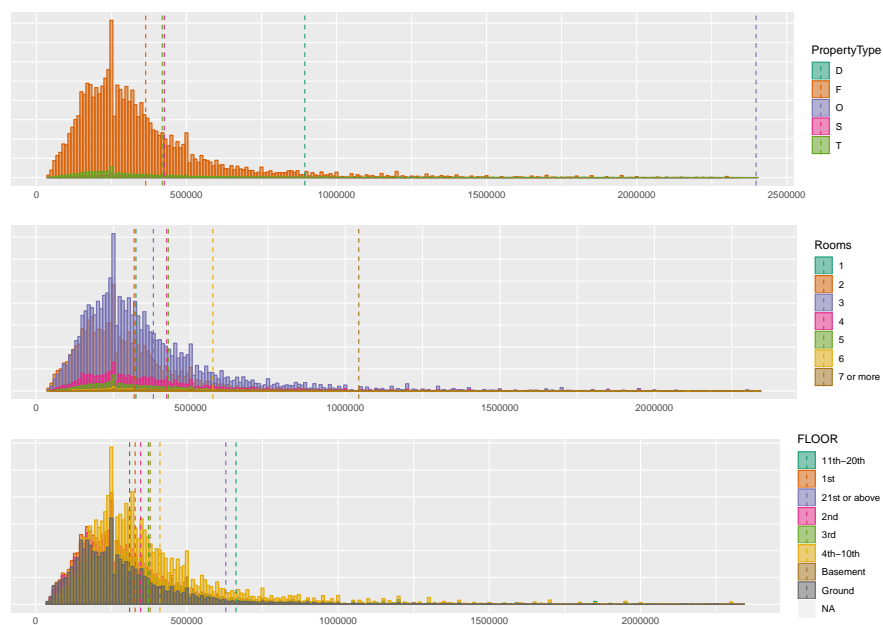 PropertyType
D
F
O
S
T
0
500000
1000000
1500000
2000000
2500000
Rooms
1
2
3
4
5
6
7 or more
0
500000
1000000
1500000
2000000
FLOOR
11th–20th
1st
21st or above
2nd
3rd
4th–10th
Basement
Ground
NA
0
500000
1000000
1500000
2000000